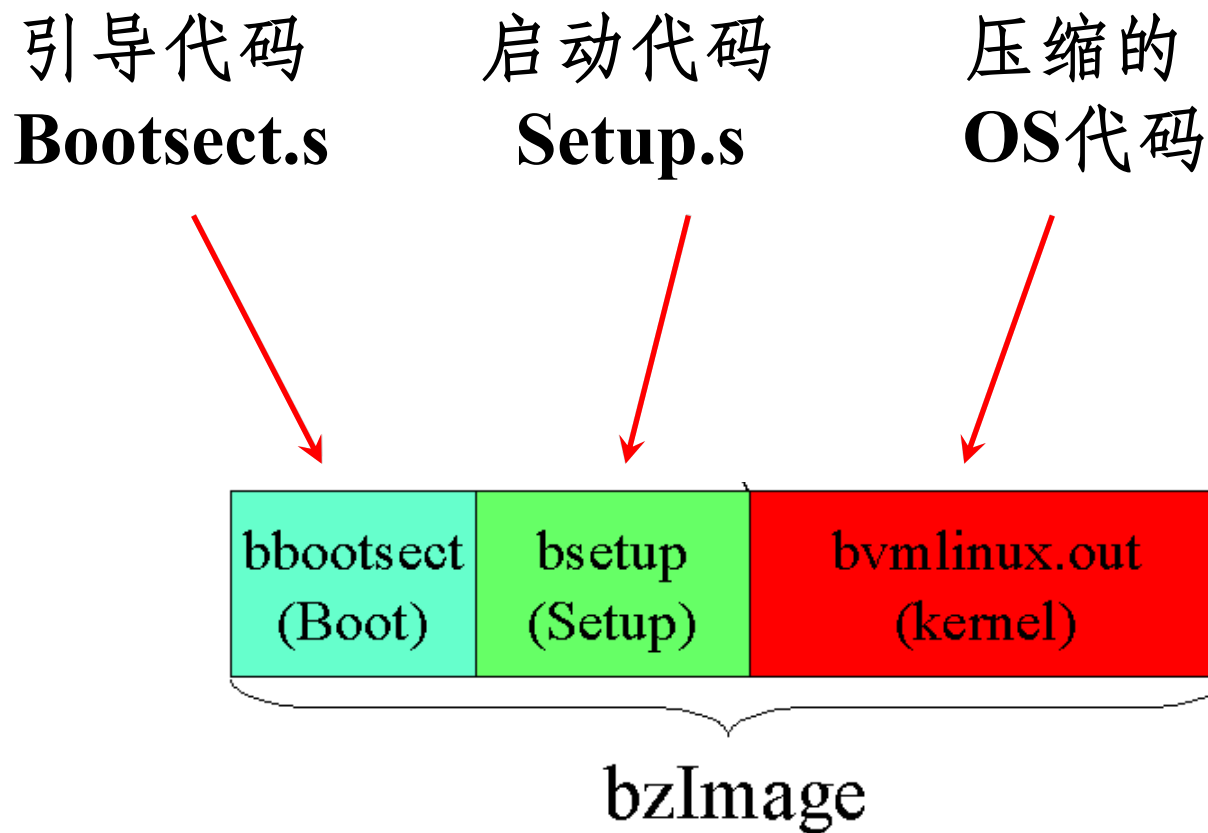 引导代码
Bootsect.s
启动代码
Setup.s
压缩的
OS代码
bbootsect
(Boot)
bsetup
(Setup)
bvmlinux.out
(kernel)
bzImage